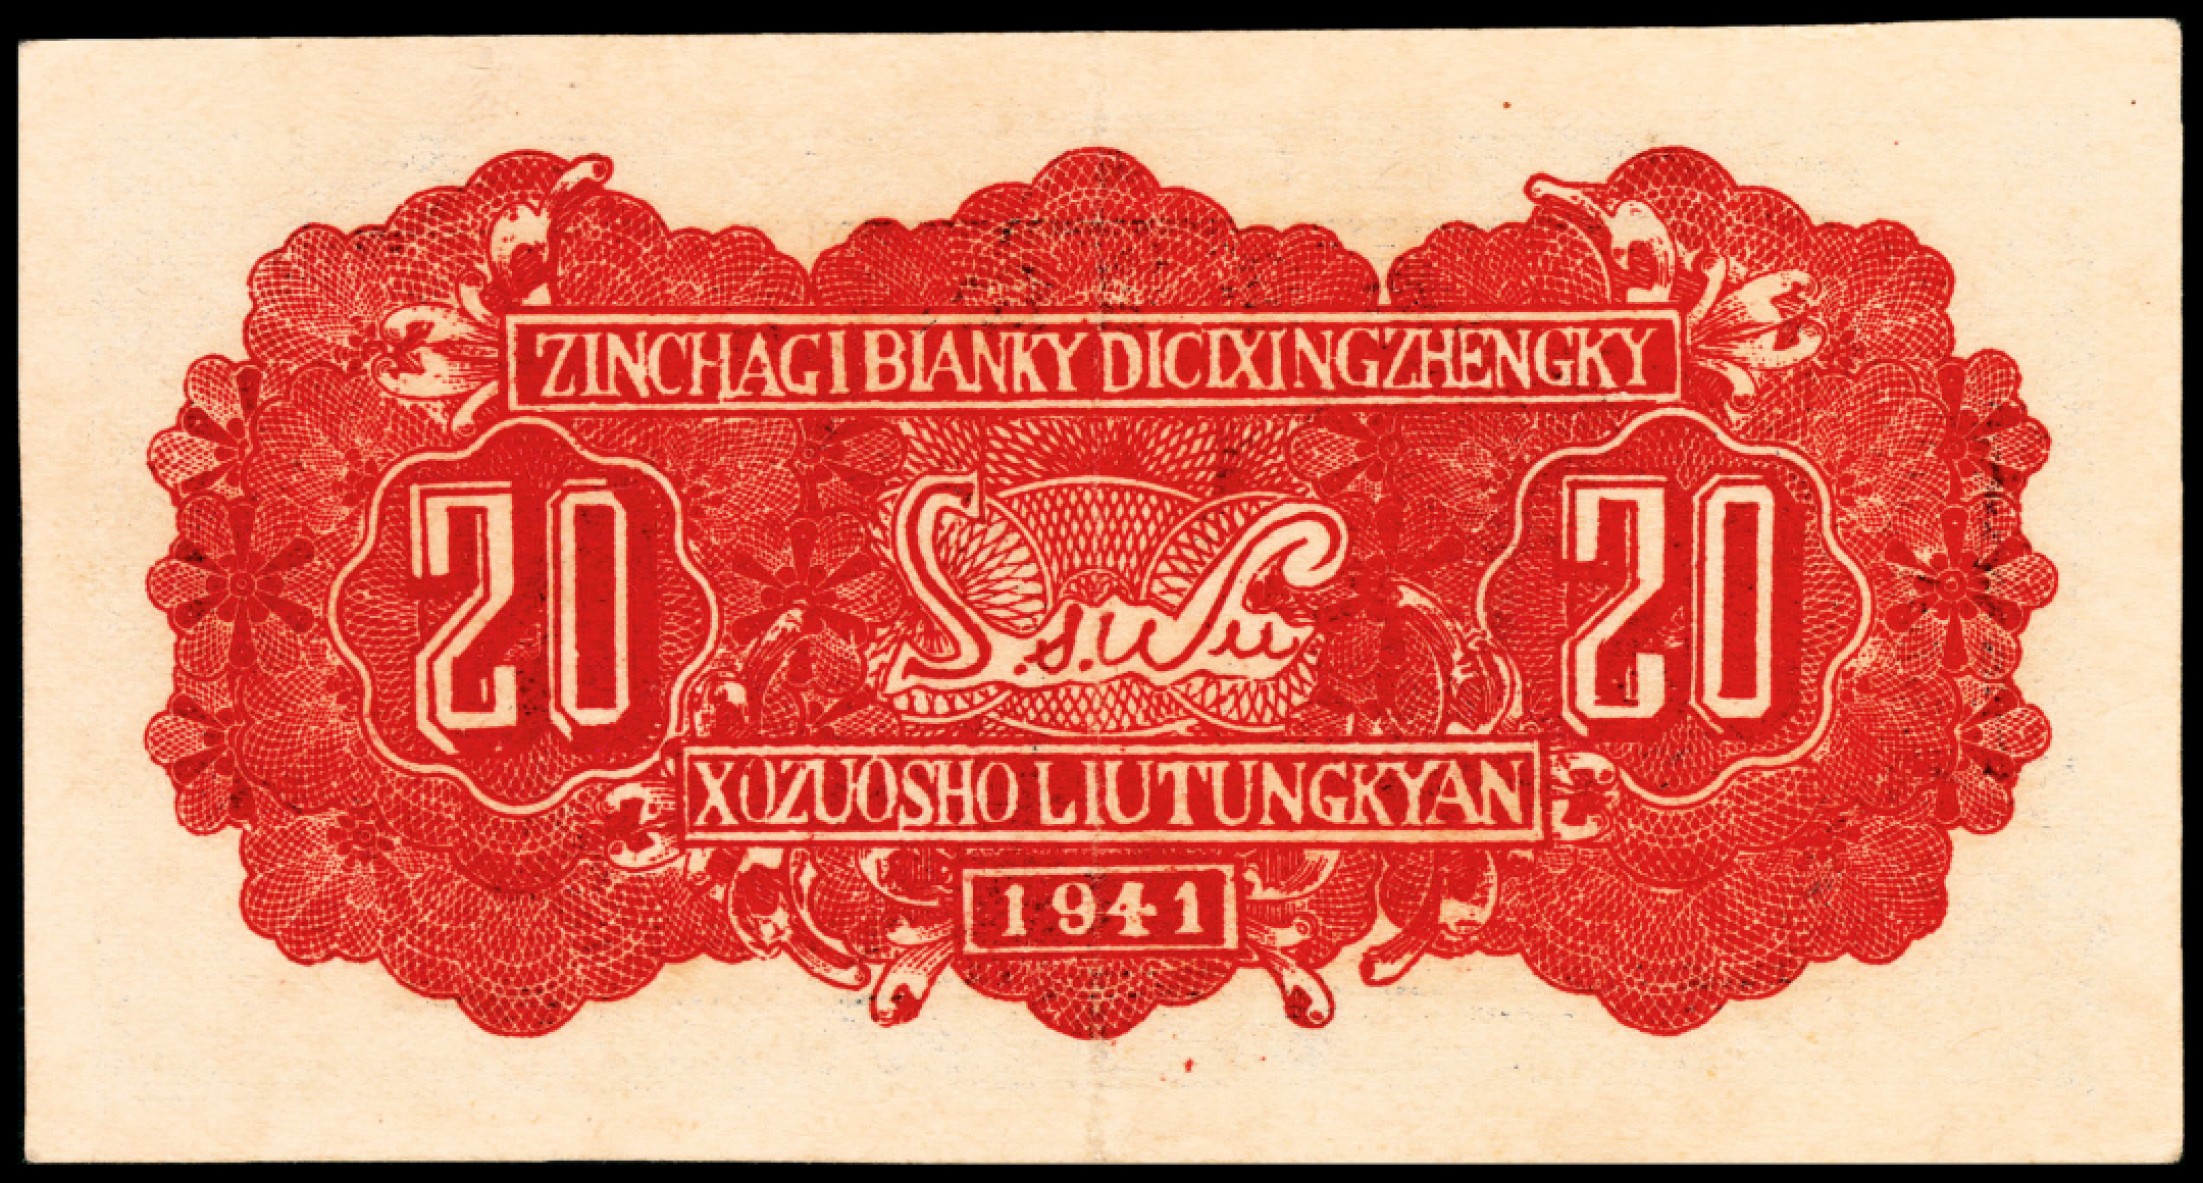 ZINCHAGI BIANKY DICIXINGZHENGKY
20
20
XOZUOSHO LIUTUNGKYAN
1941